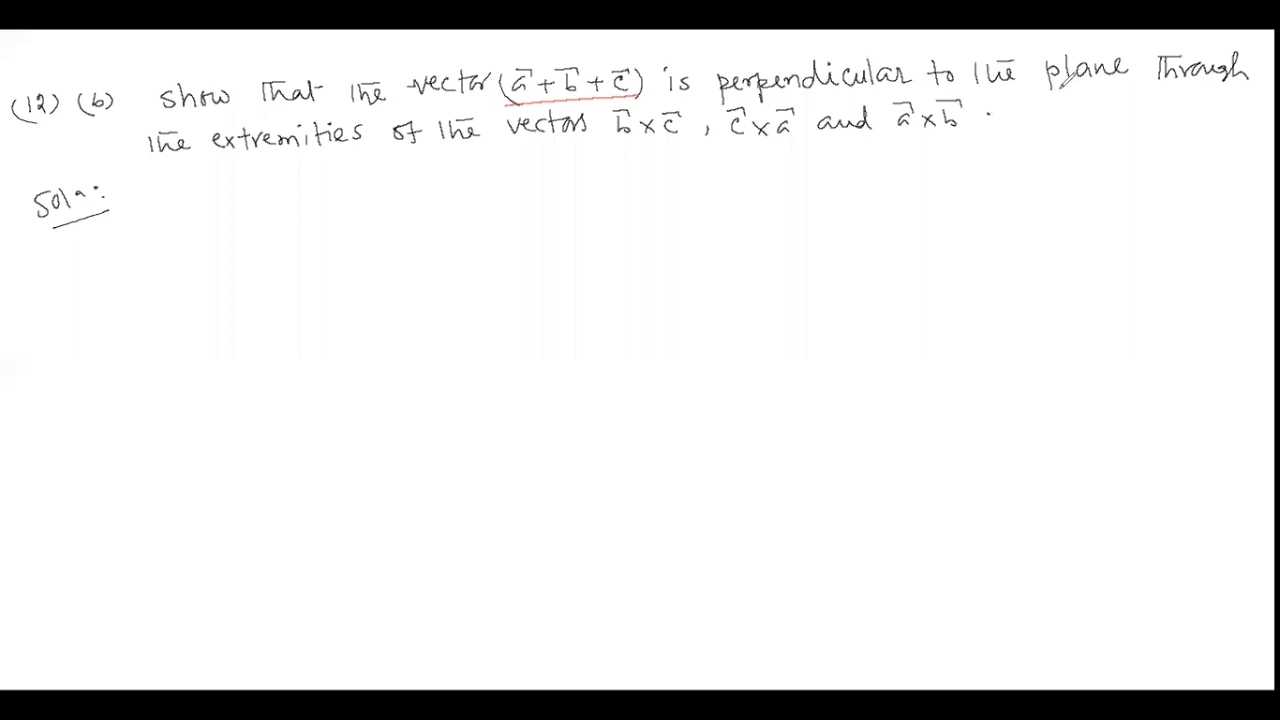 (12) (b) show that the vector (a⃗ + b⃗ + c⃗) is perpendicular to the plane through
the extremities of the vectors b⃗ × c⃗ , c⃗ × a⃗ and a⃗ × b⃗ .
Soln: